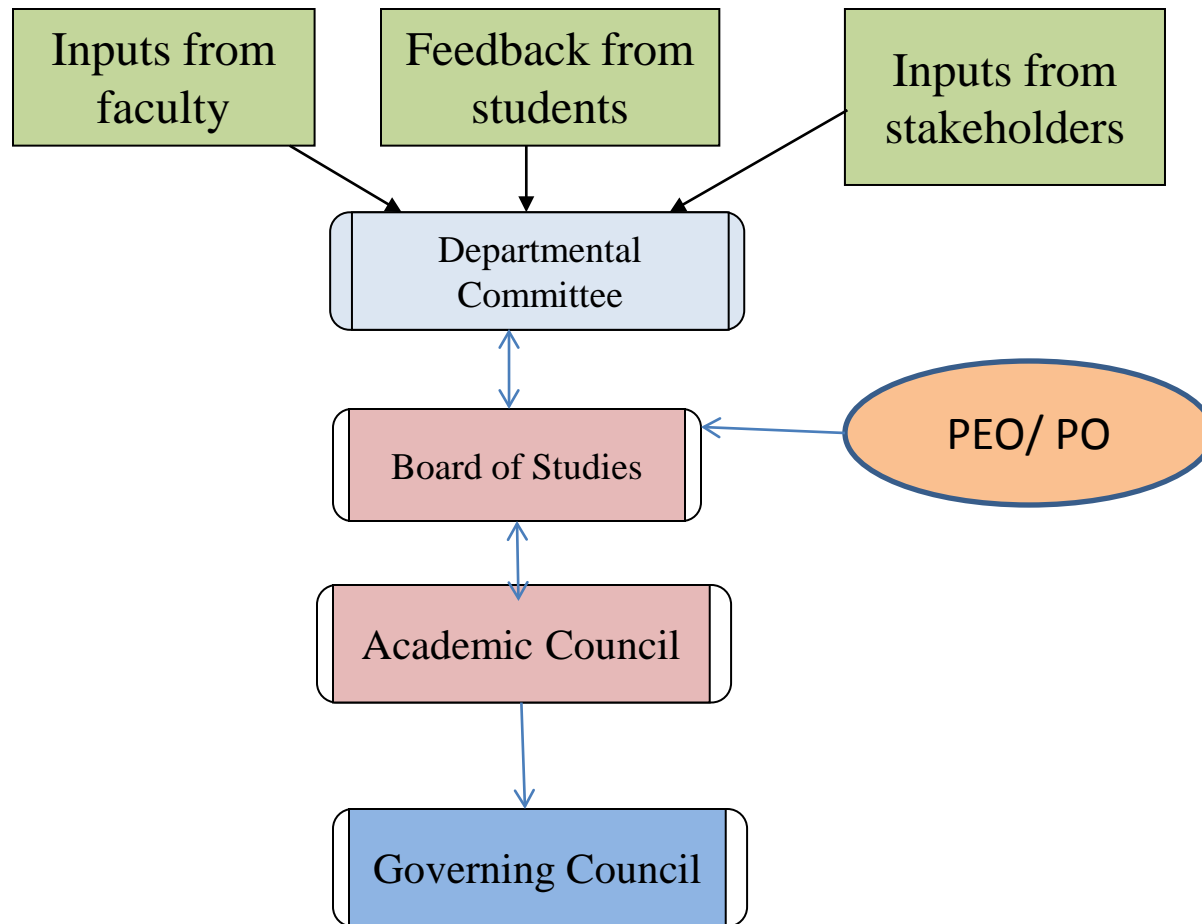 Inputs from
faculty
Feedback from
students
Inputs from
stakeholders
Departmental
Committee
Board of Studies
PEO/ PO
Academic Council
Governing Council